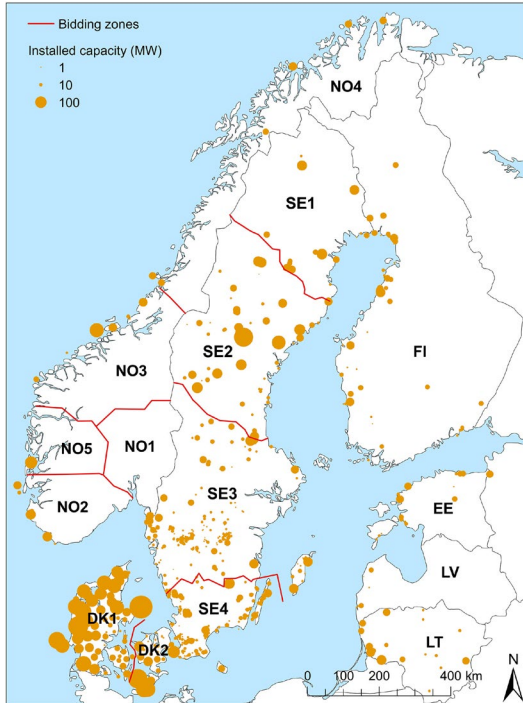 Bidding zones
Installed capacity (MW)
1
10
100
NO4
SE1
SE2
FI
NO3
NO5
NO1
NO2
SE3
EE
LV
SE4
DK1
DK2
LT
N
0 100 200 400 km